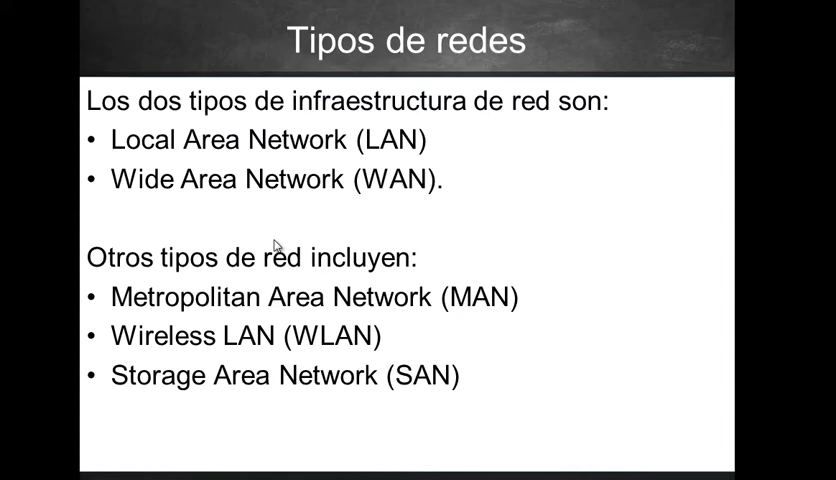 Tipos de redes
Los dos tipos de infraestructura de red son:
• Local Area Network (LAN)
• Wide Area Network (WAN).
Otros tipos de red incluyen:
• Metropolitan Area Network (MAN)
• Wireless LAN (WLAN)
• Storage Area Network (SAN)